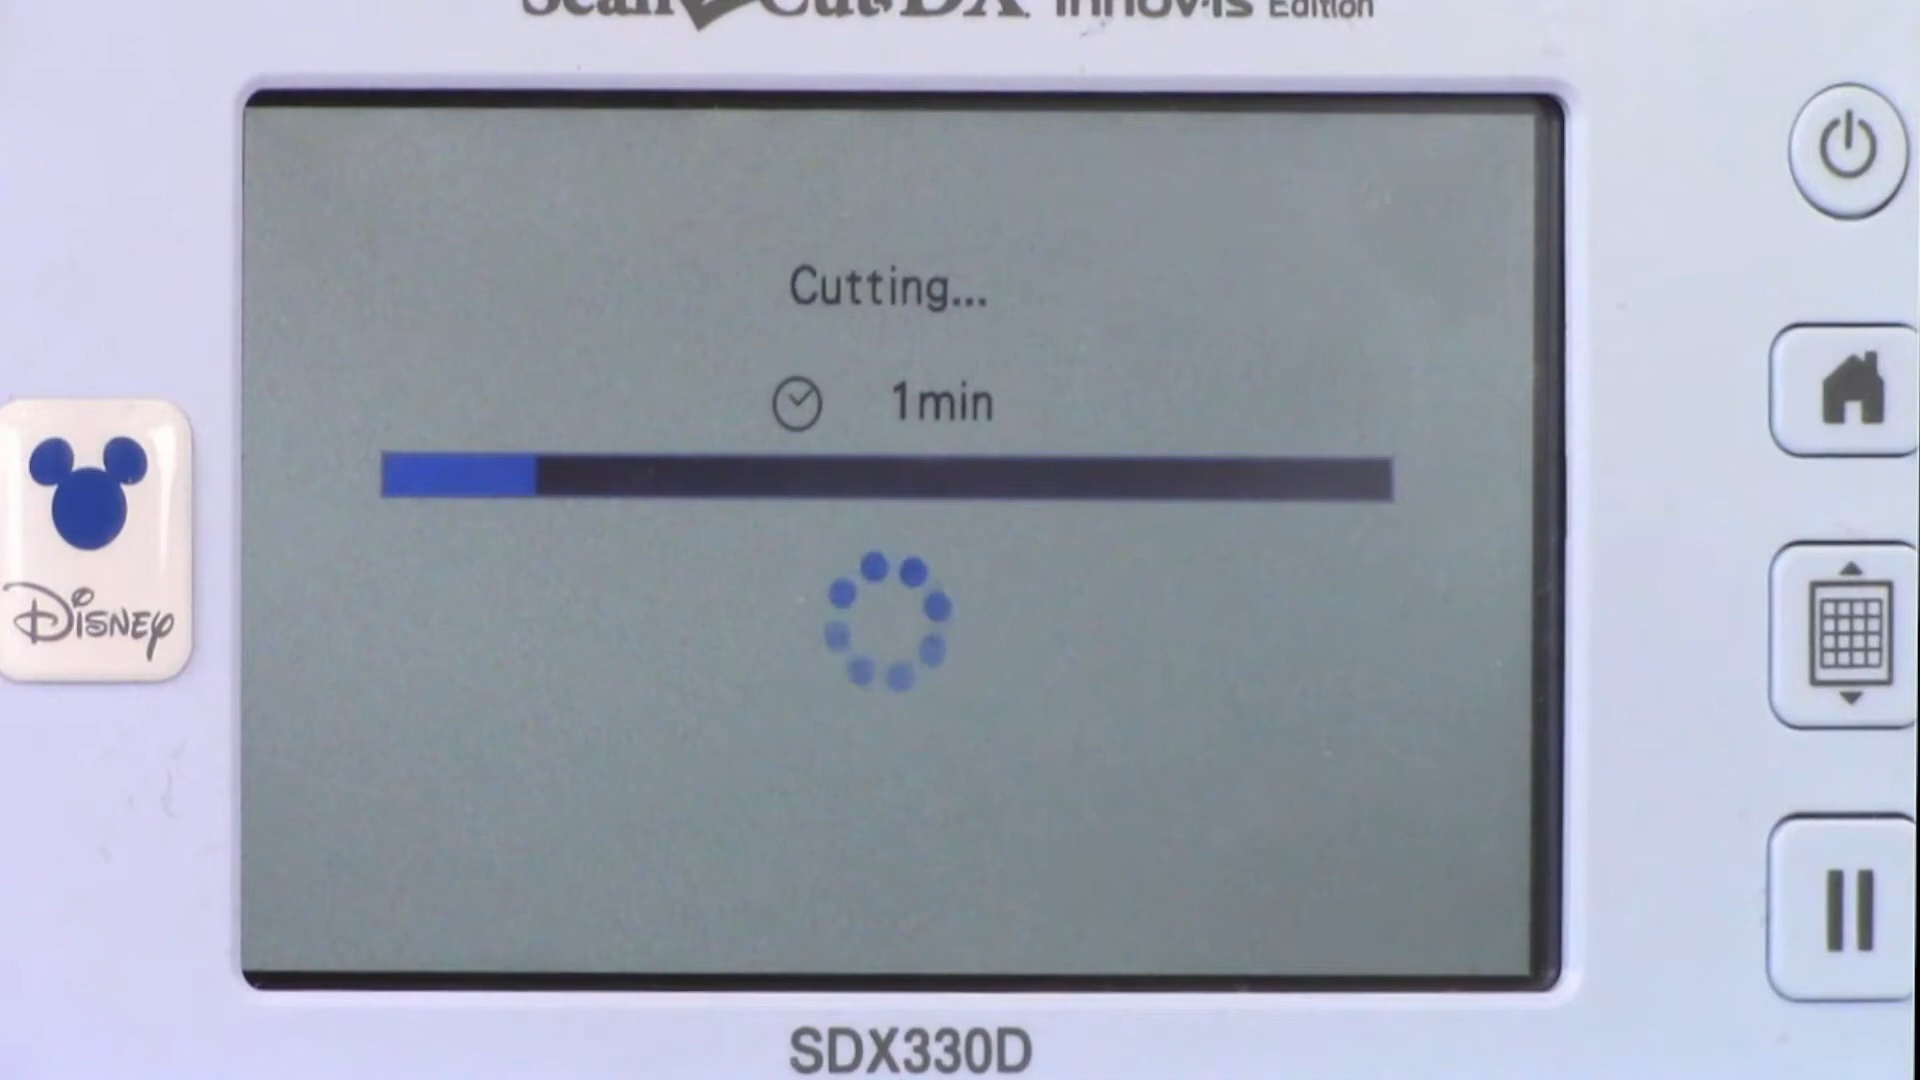 ScanNCutDX Innov-is Edition
Cutting...
1min
Disney
SDX330D